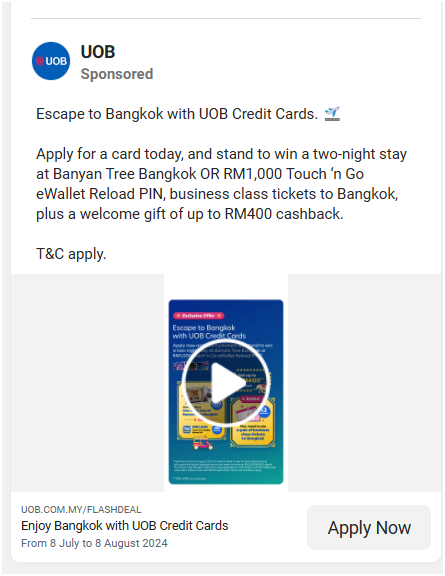 UOB
UOB
Sponsored
Escape to Bangkok with UOB Credit Cards.
Apply for a card today, and stand to win a two-night stay
at Banyan Tree Bangkok OR RM1,000 Touch ‘n Go
eWallet Reload PIN, business class tickets to Bangkok,
plus a welcome gift of up to RM400 cashback.
T&C apply.
Exclusive Offer
Escape to Bangkok
with UOB Credit Cards
UOB.COM.MY/FLASHDEAL
Enjoy Bangkok with UOB Credit Cards
From 8 July to 8 August 2024
Apply Now